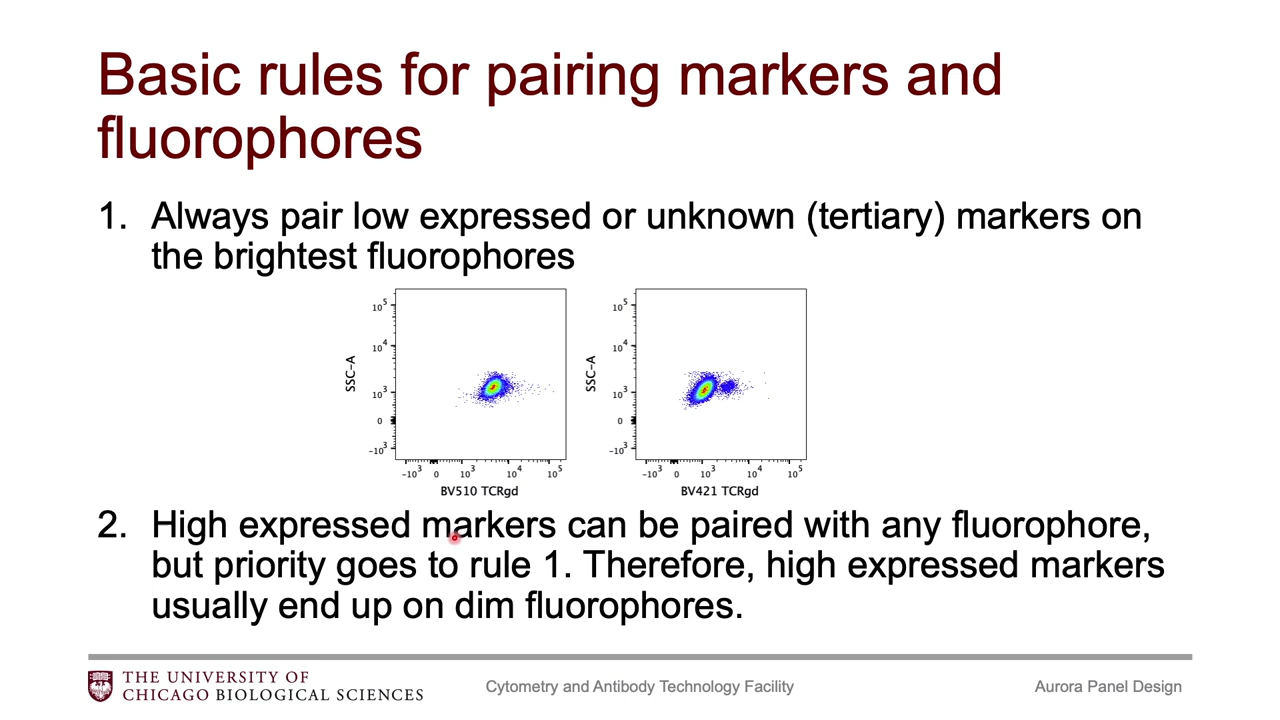 Basic rules for pairing markers and
fluorophores
1. Always pair low expressed or unknown (tertiary) markers on
the brightest fluorophores
10^5
10^4
10^3
0
-10^3
SSC-A
-10^3 0 10^3 10^4 10^5
BV510 TCRgd
10^5
10^4
10^3
0
-10^3
SSC-A
-10^3 0 10^3 10^4 10^5
BV421 TCRgd
2. High expressed markers can be paired with any fluorophore,
but priority goes to rule 1. Therefore, high expressed markers
usually end up on dim fluorophores.
THE UNIVERSITY OF
CHICAGO BIOLOGICAL SCIENCES
Cytometry and Antibody Technology Facility
Aurora Panel Design